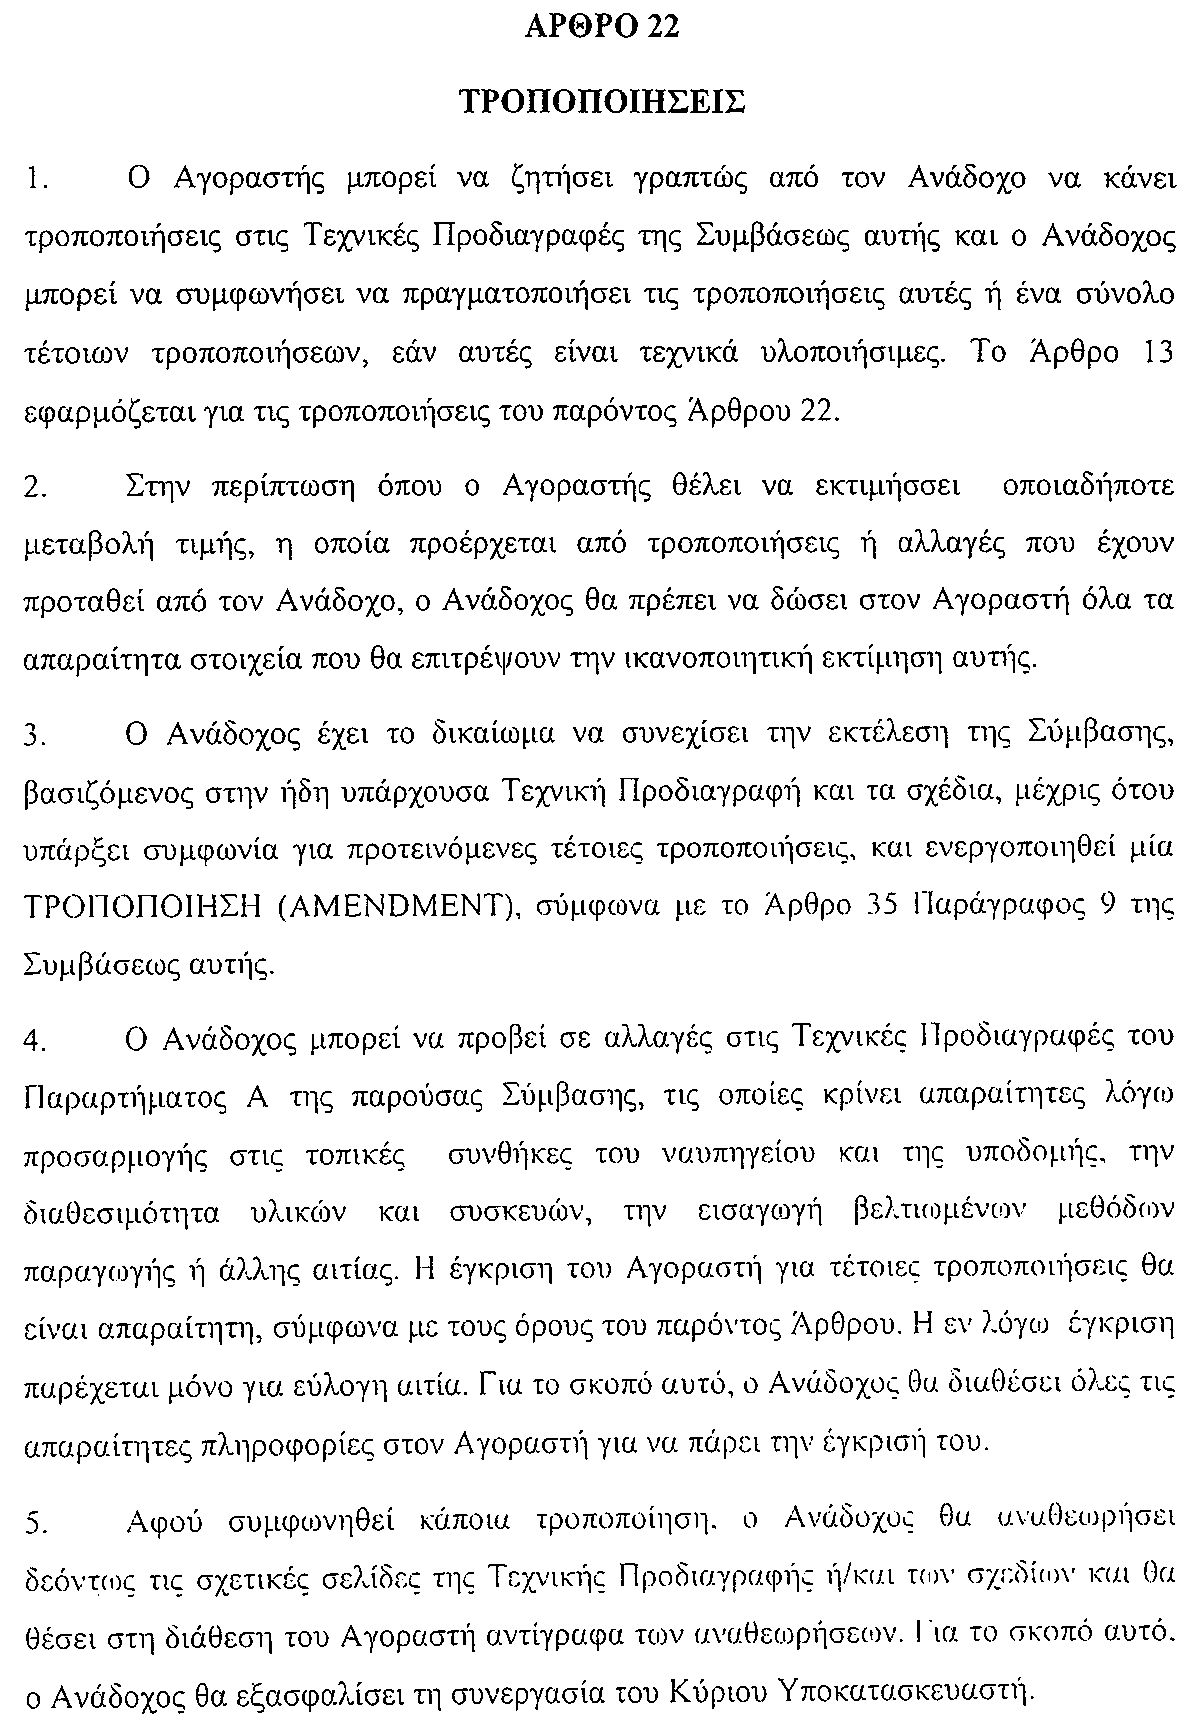 ΑΡΘΡΟ 22
ΤΡΟΠΟΠΟΙΗΣΕΙΣ
1. Ο Αγοραστής μπορεί να ζητήσει γραπτώς από τον Ανάδοχο να κάνει
τροποποιήσεις στις Τεχνικές Προδιαγραφές της Συμβάσεως αυτής και ο Ανάδοχος
μπορεί να συμφωνήσει να πραγματοποιήσει τις τροποποιήσεις αυτές ή ένα σύνολο
τέτοιων τροποποιήσεων, εάν αυτές είναι τεχνικά υλοποιήσιμες. Το Άρθρο 13
εφαρμόζεται για τις τροποποιήσεις του παρόντος Άρθρου 22.
2. Στην περίπτωση όπου ο Αγοραστής θέλει να εκτιμήσσει οποιαδήποτε
μεταβολή τιμής, η οποία προέρχεται από τροποποιήσεις ή αλλαγές που έχουν
προταθεί από τον Ανάδοχο, ο Ανάδοχος θα πρέπει να δώσει στον Αγοραστή όλα τα
απαραίτητα στοιχεία που θα επιτρέψουν την ικανοποιητική εκτίμηση αυτής.
3. Ο Ανάδοχος έχει το δικαίωμα να συνεχίσει την εκτέλεση της Σύμβασης,
βασιζόμενος στην ήδη υπάρχουσα Τεχνική Προδιαγραφή και τα σχέδια, μέχρις ότου
υπάρξει συμφωνία για προτεινόμενες τέτοιες τροποποιήσεις, και ενεργοποιηθεί μία
ΤΡΟΠΟΠΟΙΗΣΗ (AMENDMENT), σύμφωνα με το Άρθρο 35 Παράγραφος 9 της
Συμβάσεως αυτής.
4. Ο Ανάδοχος μπορεί να προβεί σε αλλαγές στις Τεχνικές Προδιαγραφές του
Παραρτήματος Α της παρούσας Σύμβασης, τις οποίες κρίνει απαραίτητες λόγω
προσαρμογής στις τοπικές συνθήκες του ναυπηγείου και της υποδομής, την
διαθεσιμότητα υλικών και συσκευών, την εισαγωγή βελτιωμένων μεθόδων
παραγωγής ή άλλης αιτίας. Η έγκριση του Αγοραστή για τέτοιες τροποποιήσεις θα
είναι απαραίτητη, σύμφωνα με τους όρους του παρόντος Άρθρου. Η εν λόγω έγκριση
παρέχεται μόνο για εύλογη αιτία. Για το σκοπό αυτό, ο Ανάδοχος θα διαθέσει όλες τις
απαραίτητες πληροφορίες στον Αγοραστή για να πάρει την έγκρισή του.
5. Αφού συμφωνηθεί κάποια τροποποίηση, ο Ανάδοχος θα αναθεωρήσει
δεόντως τις σχετικές σελίδες της Τεχνικής Προδιαγραφής ή/και των σχεδίων και θα
θέσει στη διάθεση του Αγοραστή αντίγραφα των αναθεωρήσεων. Για το σκοπό αυτό,
ο Ανάδοχος θα εξασφαλίσει τη συνεργασία του Κύριου Υποκατασκευαστή.